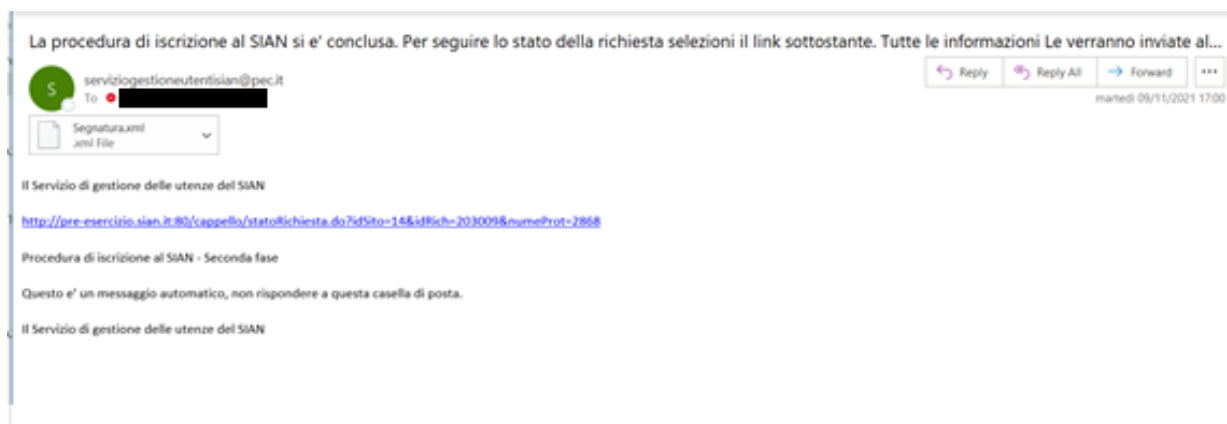 La procedura di iscrizione al SIAN si e' conclusa. Per seguire lo stato della richiesta selezioni il link sottostante. Tutte le informazioni Le verranno inviate al...
S
serviziogestioneutentisian@pec.it
To
Reply
Reply All
Forward
...
martedì 09/11/2021 17:00
Segnatura.xml
.xml File
Il Servizio di gestione delle utenze del SIAN
http://pre-esercizio.sian.it:80/cappello/statoRichiesta.do?idSito=14&idRich=203009&numeProt=2868
Procedura di iscrizione al SIAN - Seconda fase
Questo e' un messaggio automatico, non rispondere a questa casella di posta.
Il Servizio di gestione delle utenze del SIAN